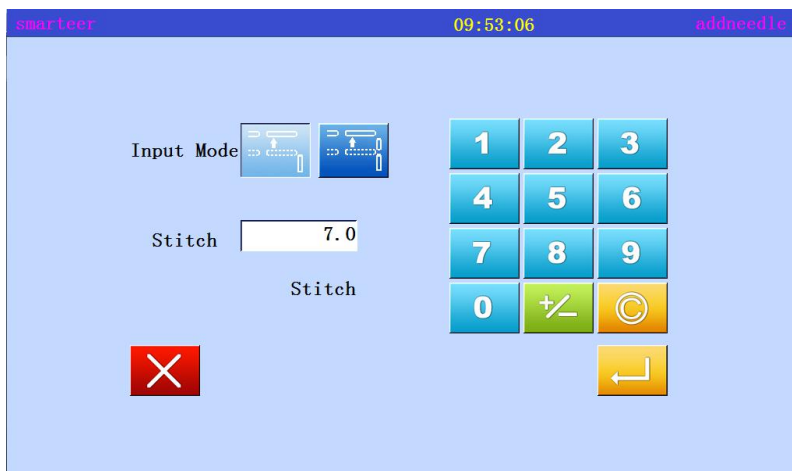 smarteer 09:53:06 addneedle
Input Mode
1 2 3
4 5 6
Stitch 7.0
7 8 9
Stitch
0 +/- ©